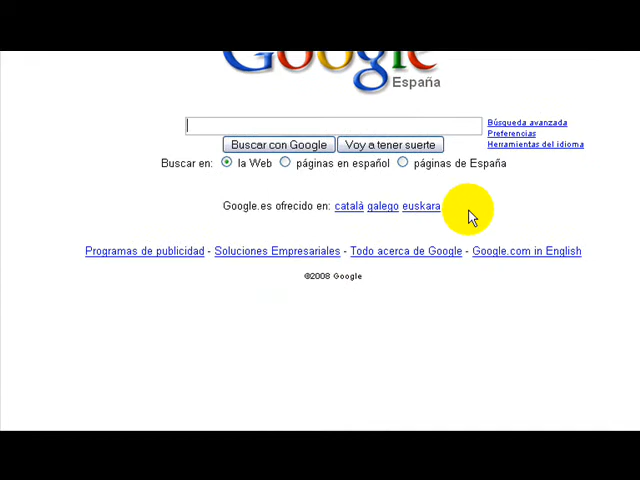 Google
España
Búsqueda avanzada
Preferencias
Herramientas del idioma
Buscar con Google Voy a tener suerte
Buscar en: la Web páginas en español páginas de España
Google.es ofrecido en: català galego euskara
Programas de publicidad - Soluciones Empresariales - Todo acerca de Google - Google.com in English
©2008 Google